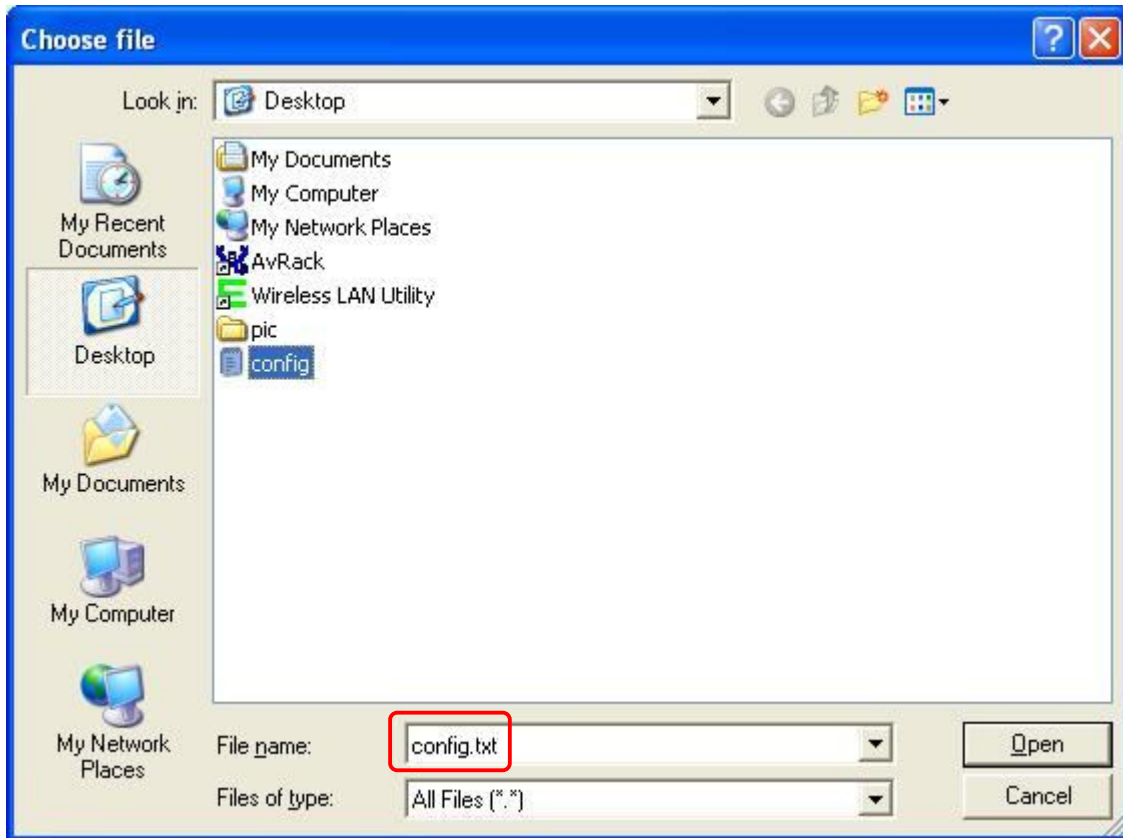 Choose file
Look in:
Desktop
My Recent
Documents
Desktop
My Documents
My Computer
My Network
Places
My Documents
My Computer
My Network Places
AvRack
Wireless LAN Utility
pic
config
File name:
config.txt
Open
Files of type:
All Files (*.*)
Cancel